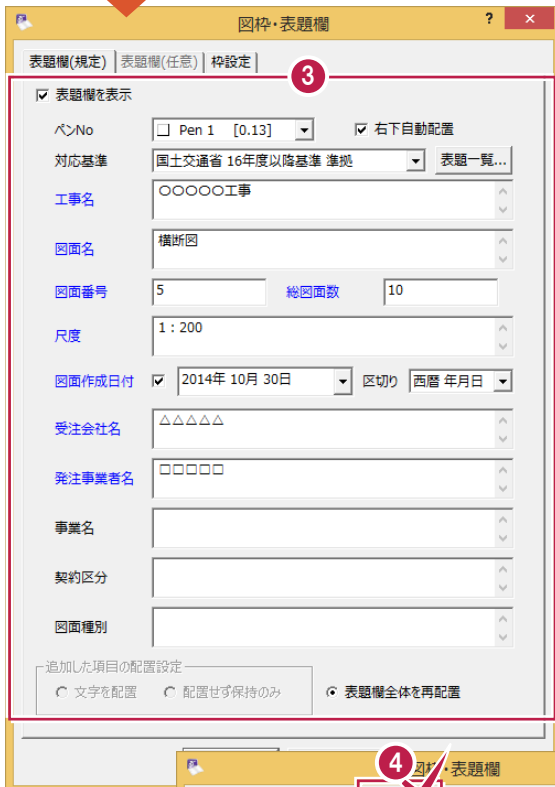 図枠・表題欄 ? ×
表題欄(規定) 表題欄(任意) 枠設定
3
表題欄を表示
ペンNo Pen 1 [0.13] 右下自動配置
対応基準 国土交通省 16年度以降基準 準拠 表題一覧...
工事名 〇〇〇〇〇工事
図面名 横断図
図面番号 5 総図面数 10
尺度 1：200
図面作成日付 2014年 10月 30日 区切り 西暦 年月日
受注会社名 △△△△△
発注事業者名 □□□□□
事業名
契約区分
図面種別
追加した項目の配置設定
文字を配置 配置せず保持のみ 表題欄全体を再配置
4
図枠・表題欄